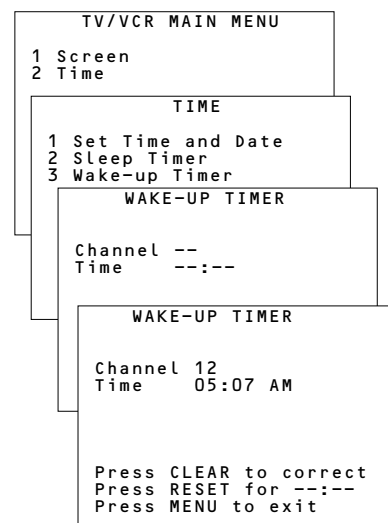 TV/VCR MAIN MENU
1 Screen
2 Time
TIME
1 Set Time and Date
2 Sleep Timer
3 Wake-up Timer
WAKE-UP TIMER
Channel --
Time --:--
WAKE-UP TIMER
Channel 12
Time 05:07 AM
Press CLEAR to correct
Press RESET for --:--
Press MENU to exit